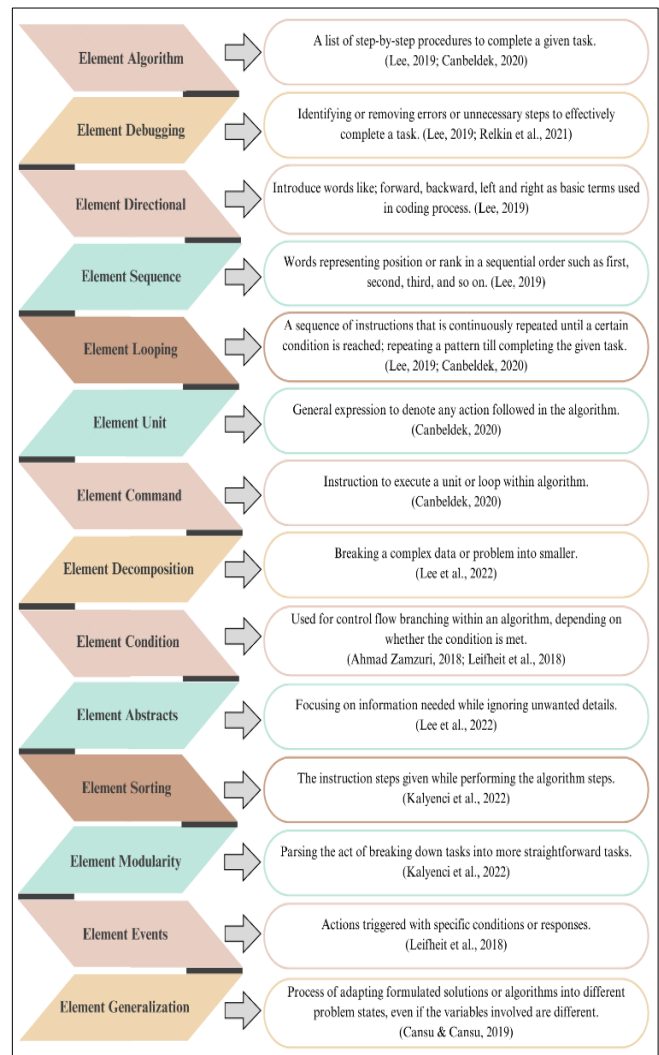 Element Algorithm
A list of step-by-step procedures to complete a given task.
(Lee, 2019; Canbeldek, 2020)
Element Debugging
Identifying or removing errors or unnecessary steps to effectively
complete a task. (Lee, 2019; Relkin et al., 2021)
Element Directional
Introduce words like; forward, backward, left and right as basic terms used
in coding process. (Lee, 2019)
Element Sequence
Words representing position or rank in a sequential order such as first,
second, third, and so on. (Lee, 2019)
Element Looping
A sequence of instructions that is continuously repeated until a certain
condition is reached; repeating a pattern till completing the given task.
(Lee, 2019; Canbeldek, 2020)
Element Unit
General expression to denote any action followed in the algorithm.
(Canbeldek, 2020)
Element Command
Instruction to execute a unit or loop within algorithm.
(Canbeldek, 2020)
Element Decomposition
Breaking a complex data or problem into smaller.
(Lee et al., 2022)
Element Condition
Used for control flow branching within an algorithm, depending on
whether the condition is met.
(Ahmad Zamzuri, 2018; Leifheit et al., 2018)
Element Abstracts
Focusing on information needed while ignoring unwanted details.
(Lee et al., 2022)
Element Sorting
The instruction steps given while performing the algorithm steps.
(Kalyenci et al., 2022)
Element Modularity
Parsing the act of breaking down tasks into more straightforward tasks.
(Kalyenci et al., 2022)
Element Events
Actions triggered with specific conditions or responses.
(Leifheit et al., 2018)
Element Generalization
Process of adapting formulated solutions or algorithms into different
problem states, even if the variables involved are different.
(Cansu & Cansu, 2019)